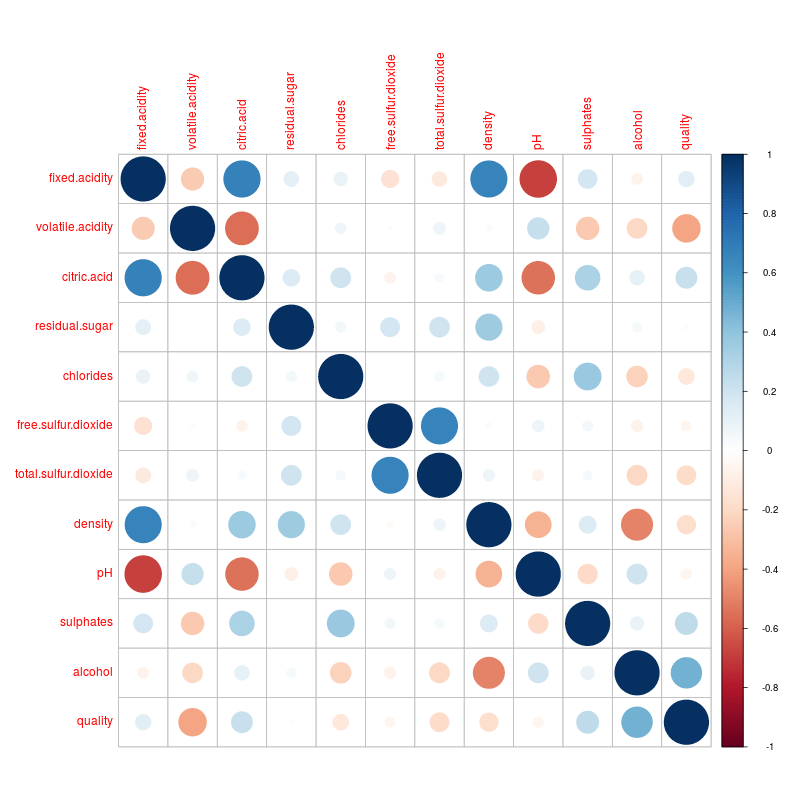 fixed.acidity
volatile.acidity
citric.acid
residual.sugar
chlorides
free.sulfur.dioxide
total.sulfur.dioxide
density
pH
sulphates
alcohol
quality
fixed.acidity
volatile.acidity
citric.acid
residual.sugar
chlorides
free.sulfur.dioxide
total.sulfur.dioxide
density
pH
sulphates
alcohol
quality
1
0.8
0.6
0.4
0.2
0
-0.2
-0.4
-0.6
-0.8
-1